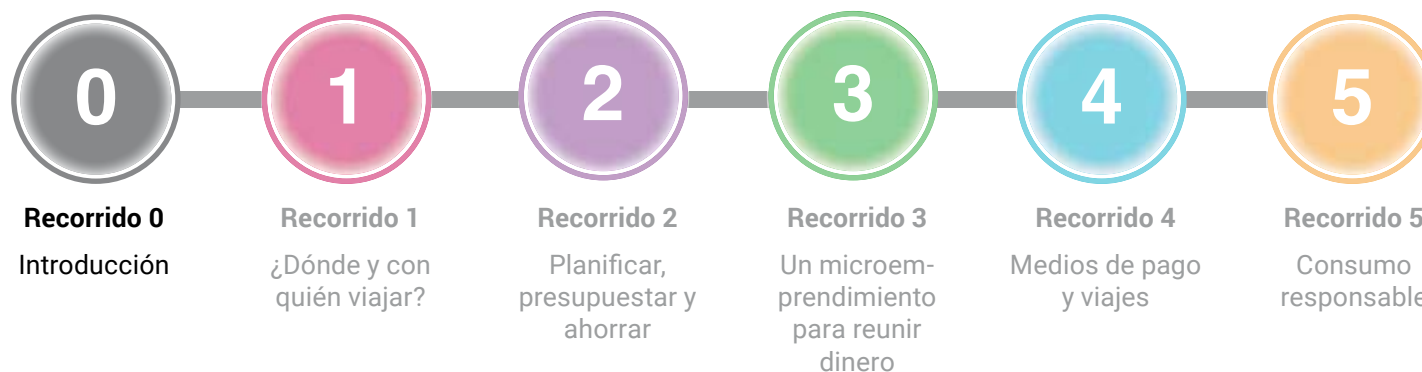 0
1
2
3
4
5
Recorrido 0
Introducción
Recorrido 1
¿Dónde y con
quién viajar?
Recorrido 2
Planificar,
presupuestar y
ahorrar
Recorrido 3
Un microem-
prendimiento
para reunir
dinero
Recorrido 4
Medios de pago
y viajes
Recorrido 5
Consumo
responsable